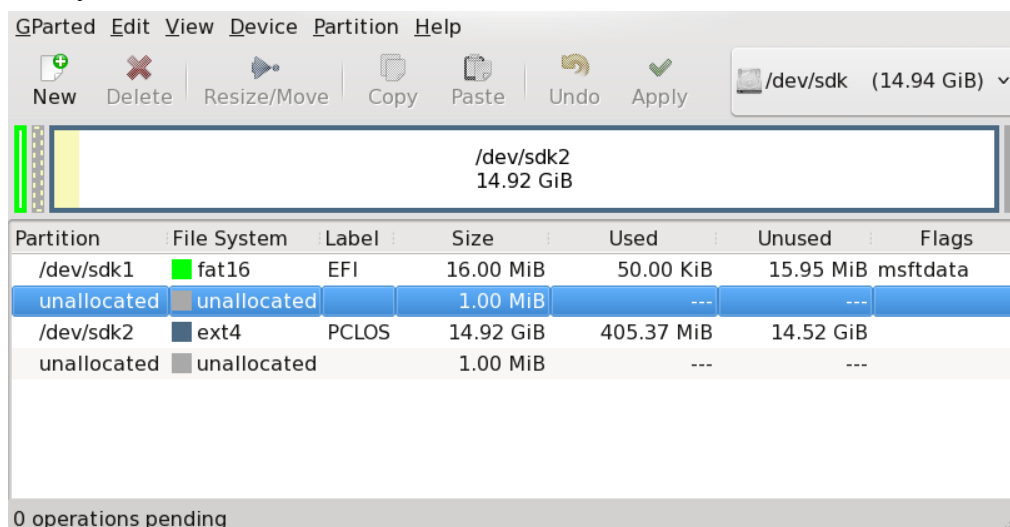 GParted Edit View Device Partition Help
New Delete Resize/Move Copy Paste Undo Apply /dev/sdk (14.94 GiB)
/dev/sdk2
14.92 GiB
Partition File System Label Size Used Unused Flags
/dev/sdk1 fat16 EFI 16.00 MiB 50.00 KiB 15.95 MiB msftdata
unallocated unallocated 1.00 MiB --- ---
/dev/sdk2 ext4 PCLOS 14.92 GiB 405.37 MiB 14.52 GiB
unallocated unallocated 1.00 MiB --- ---
0 operations pending